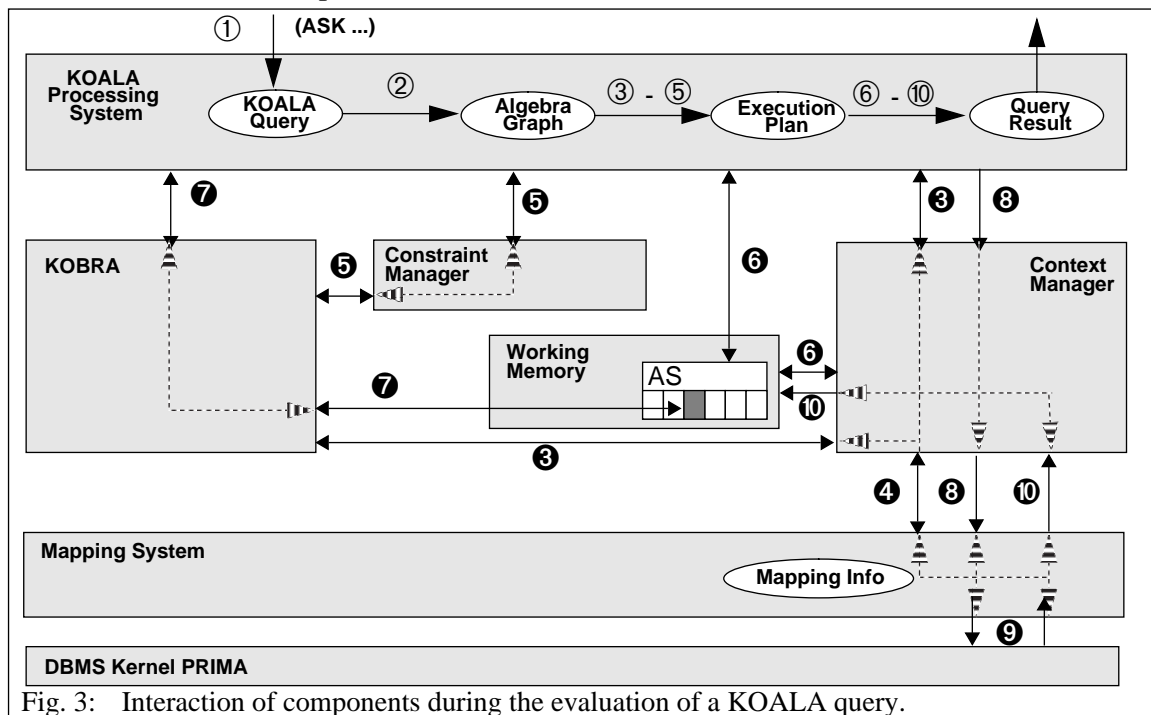 ① (ASK ...)
KOALA
Processing
System
KOALA
Query
②
Algebra
Graph
③ - ⑤
Execution
Plan
⑥ - ⑩
Query
Result
❼
❺
❻
❸
❽
KOBRA
❺
Constraint
Manager
Context
Manager
Working
Memory
AS
❻
❿
❼
❸
❹
❽
❿
Mapping System
Mapping Info
❾
DBMS Kernel PRIMA
Fig. 3: Interaction of components during the evaluation of a KOALA query.